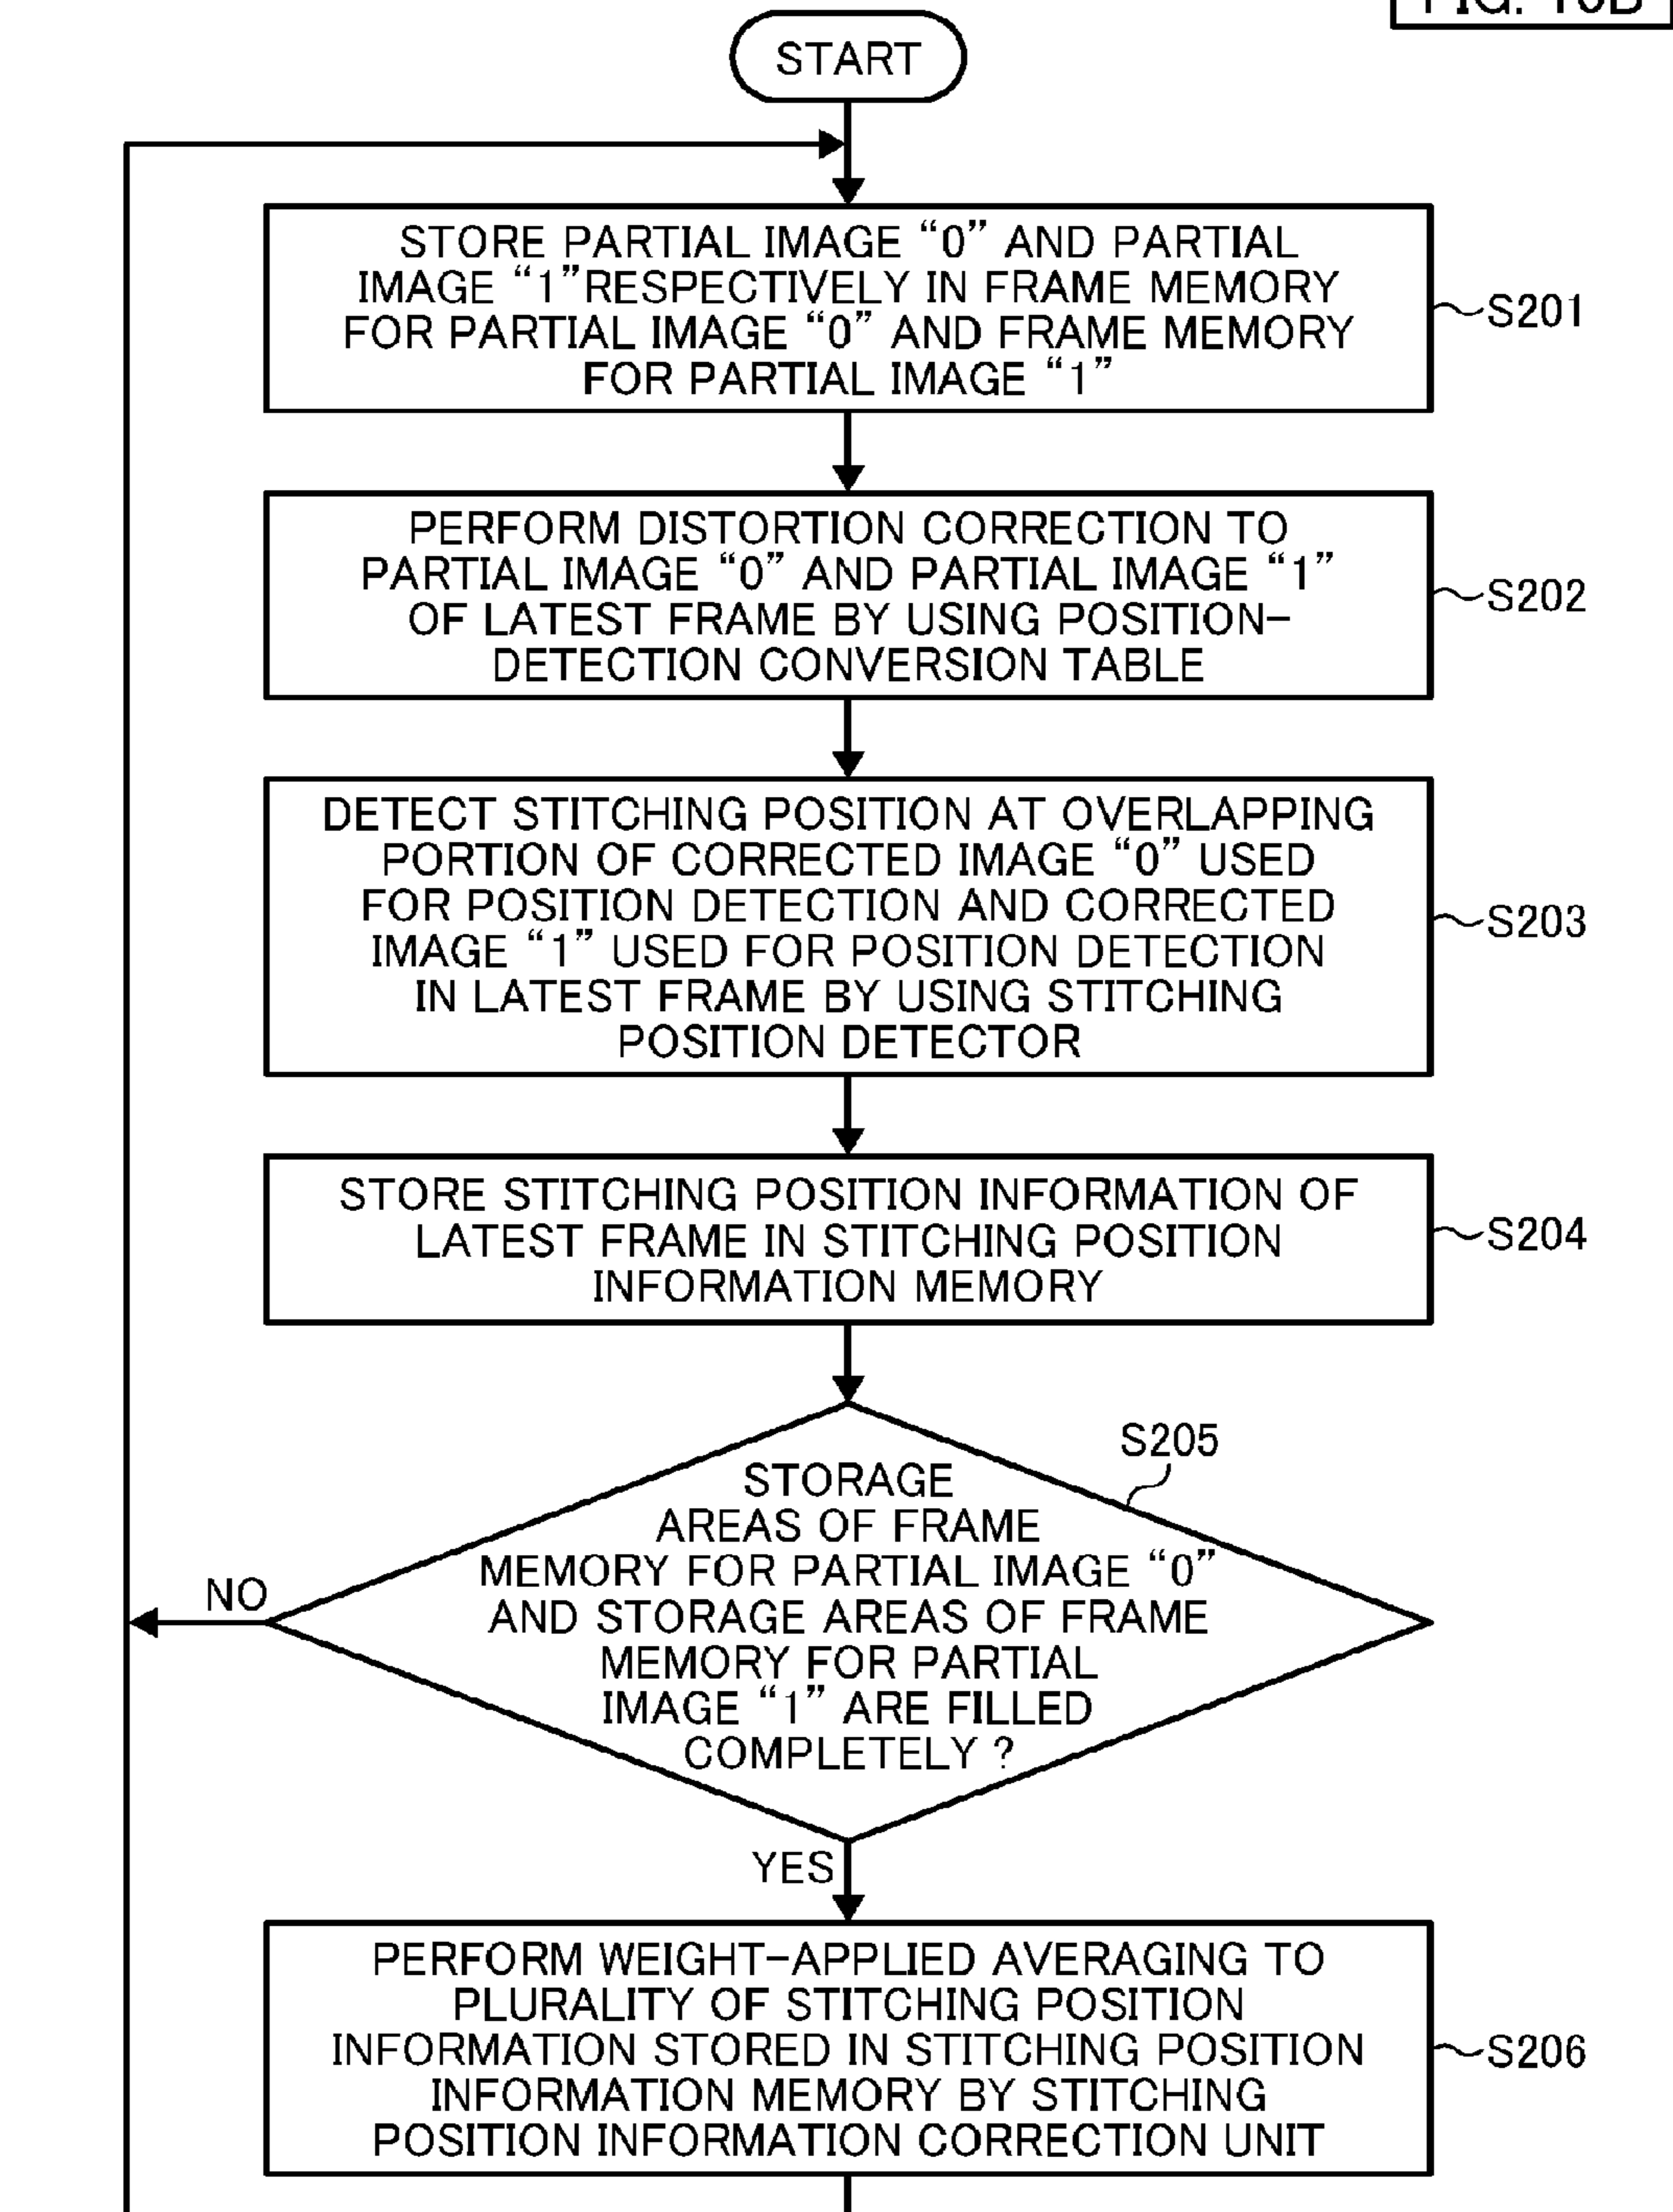 START
STORE PARTIAL IMAGE “0” AND PARTIAL
IMAGE “1”RESPECTIVELY IN FRAME MEMORY
FOR PARTIAL IMAGE “0” AND FRAME MEMORY
FOR PARTIAL IMAGE “1”
S201
PERFORM DISTORTION CORRECTION TO
PARTIAL IMAGE “0” AND PARTIAL IMAGE “1”
OF LATEST FRAME BY USING POSITION-
DETECTION CONVERSION TABLE
S202
DETECT STITCHING POSITION AT OVERLAPPING
PORTION OF CORRECTED IMAGE “0” USED
FOR POSITION DETECTION AND CORRECTED
IMAGE “1” USED FOR POSITION DETECTION
IN LATEST FRAME BY USING STITCHING
POSITION DETECTOR
S203
STORE STITCHING POSITION INFORMATION OF
LATEST FRAME IN STITCHING POSITION
INFORMATION MEMORY
S204
S205
STORAGE
AREAS OF FRAME
MEMORY FOR PARTIAL IMAGE “0”
AND STORAGE AREAS OF FRAME
MEMORY FOR PARTIAL
IMAGE “1” ARE FILLED
COMPLETELY ?
NO
YES
PERFORM WEIGHT-APPLIED AVERAGING TO
PLURALITY OF STITCHING POSITION
INFORMATION STORED IN STITCHING POSITION
INFORMATION MEMORY BY STITCHING
POSITION INFORMATION CORRECTION UNIT
S206